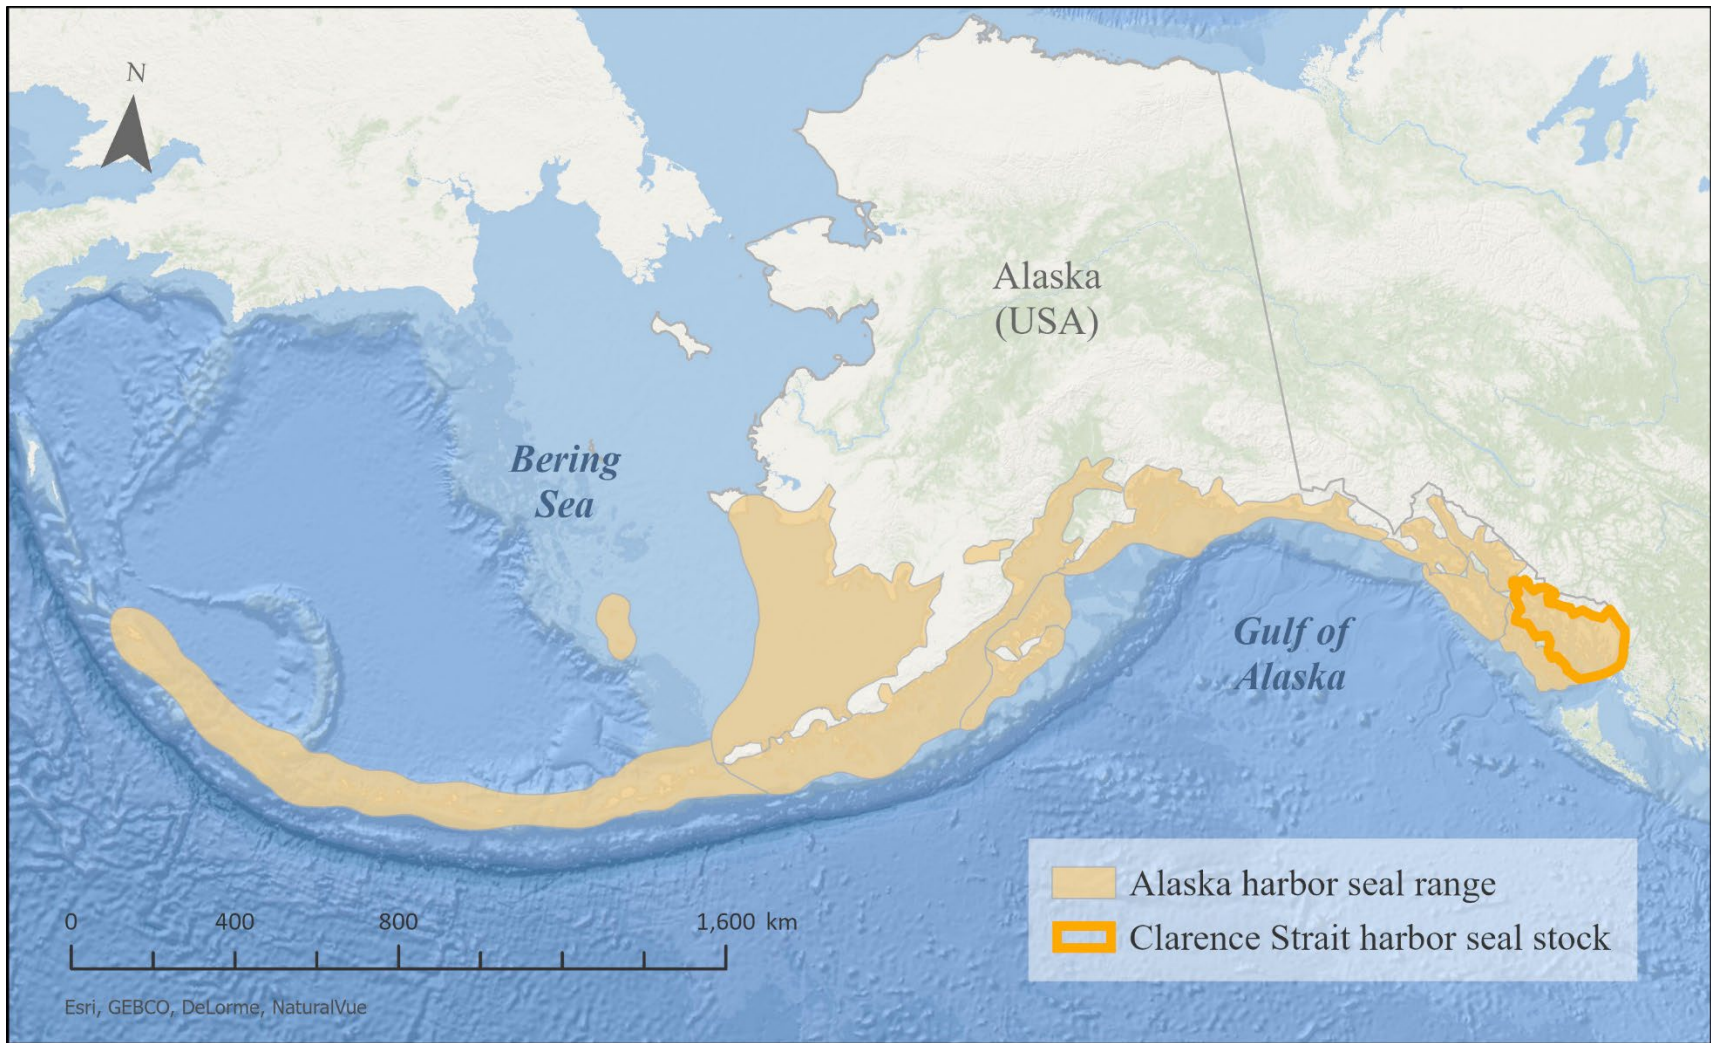 N
Alaska
(USA)
Bering
Sea
Gulf of
Alaska
Alaska harbor seal range
Clarence Strait harbor seal stock
0 400 800 1,600 km
Esri, GEBCO, DeLorme, NaturalVue